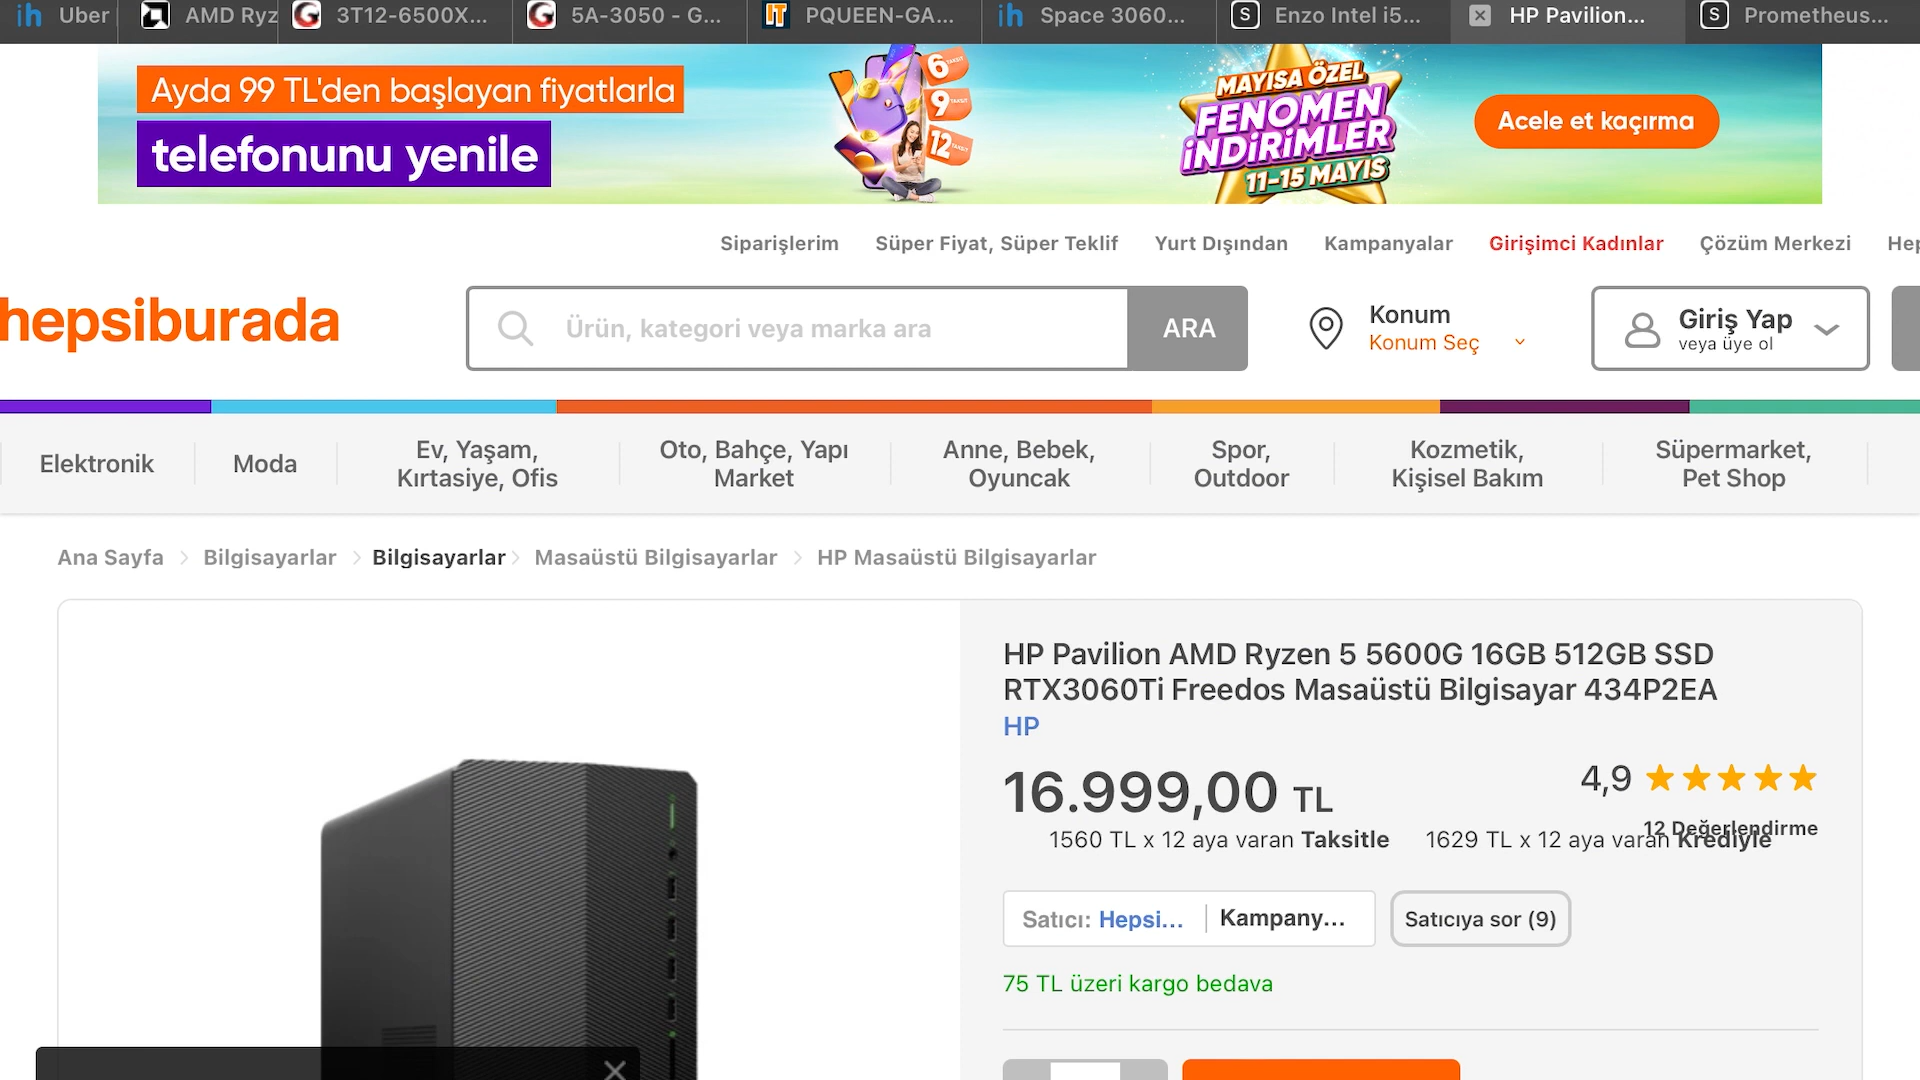 Uber
AMD Ryz
3T12-6500X...
5A-3050 - G...
PQUEEN-GA...
Space 3060...
Enzo Intel i5...
HP Pavilion...
Prometheus...
Ayda 99 TL'den başlayan fiyatlarla
telefonunu yenile
6 TAKSİT
9 TAKSİT
12 TAKSİT
MAYISA ÖZEL
FENOMEN
İNDİRİMLER
11-15 MAYIS
Acele et kaçırma
Siparişlerim
Süper Fiyat, Süper Teklif
Yurt Dışından
Kampanyalar
Girişimci Kadınlar
Çözüm Merkezi
Hep
hepsiburada
Ürün, kategori veya marka ara
ARA
Konum
Konum Seç
Giriş Yap
veya üye ol
Elektronik
Moda
Ev, Yaşam,
Kırtasiye, Ofis
Oto, Bahçe, Yapı
Market
Anne, Bebek,
Oyuncak
Spor,
Outdoor
Kozmetik,
Kişisel Bakım
Süpermarket,
Pet Shop
Ana Sayfa
Bilgisayarlar
Bilgisayarlar
Masaüstü Bilgisayarlar
HP Masaüstü Bilgisayarlar
HP Pavilion AMD Ryzen 5 5600G 16GB 512GB SSD
RTX3060Ti Freedos Masaüstü Bilgisayar 434P2EA
HP
16.999,00 TL
4,9
12 Değerlendirme
1560 TL x 12 aya varan Taksitle
1629 TL x 12 aya varan Krediyle
Satıcı: Hepsi...
Kampany...
Satıcıya sor (9)
75 TL üzeri kargo bedava